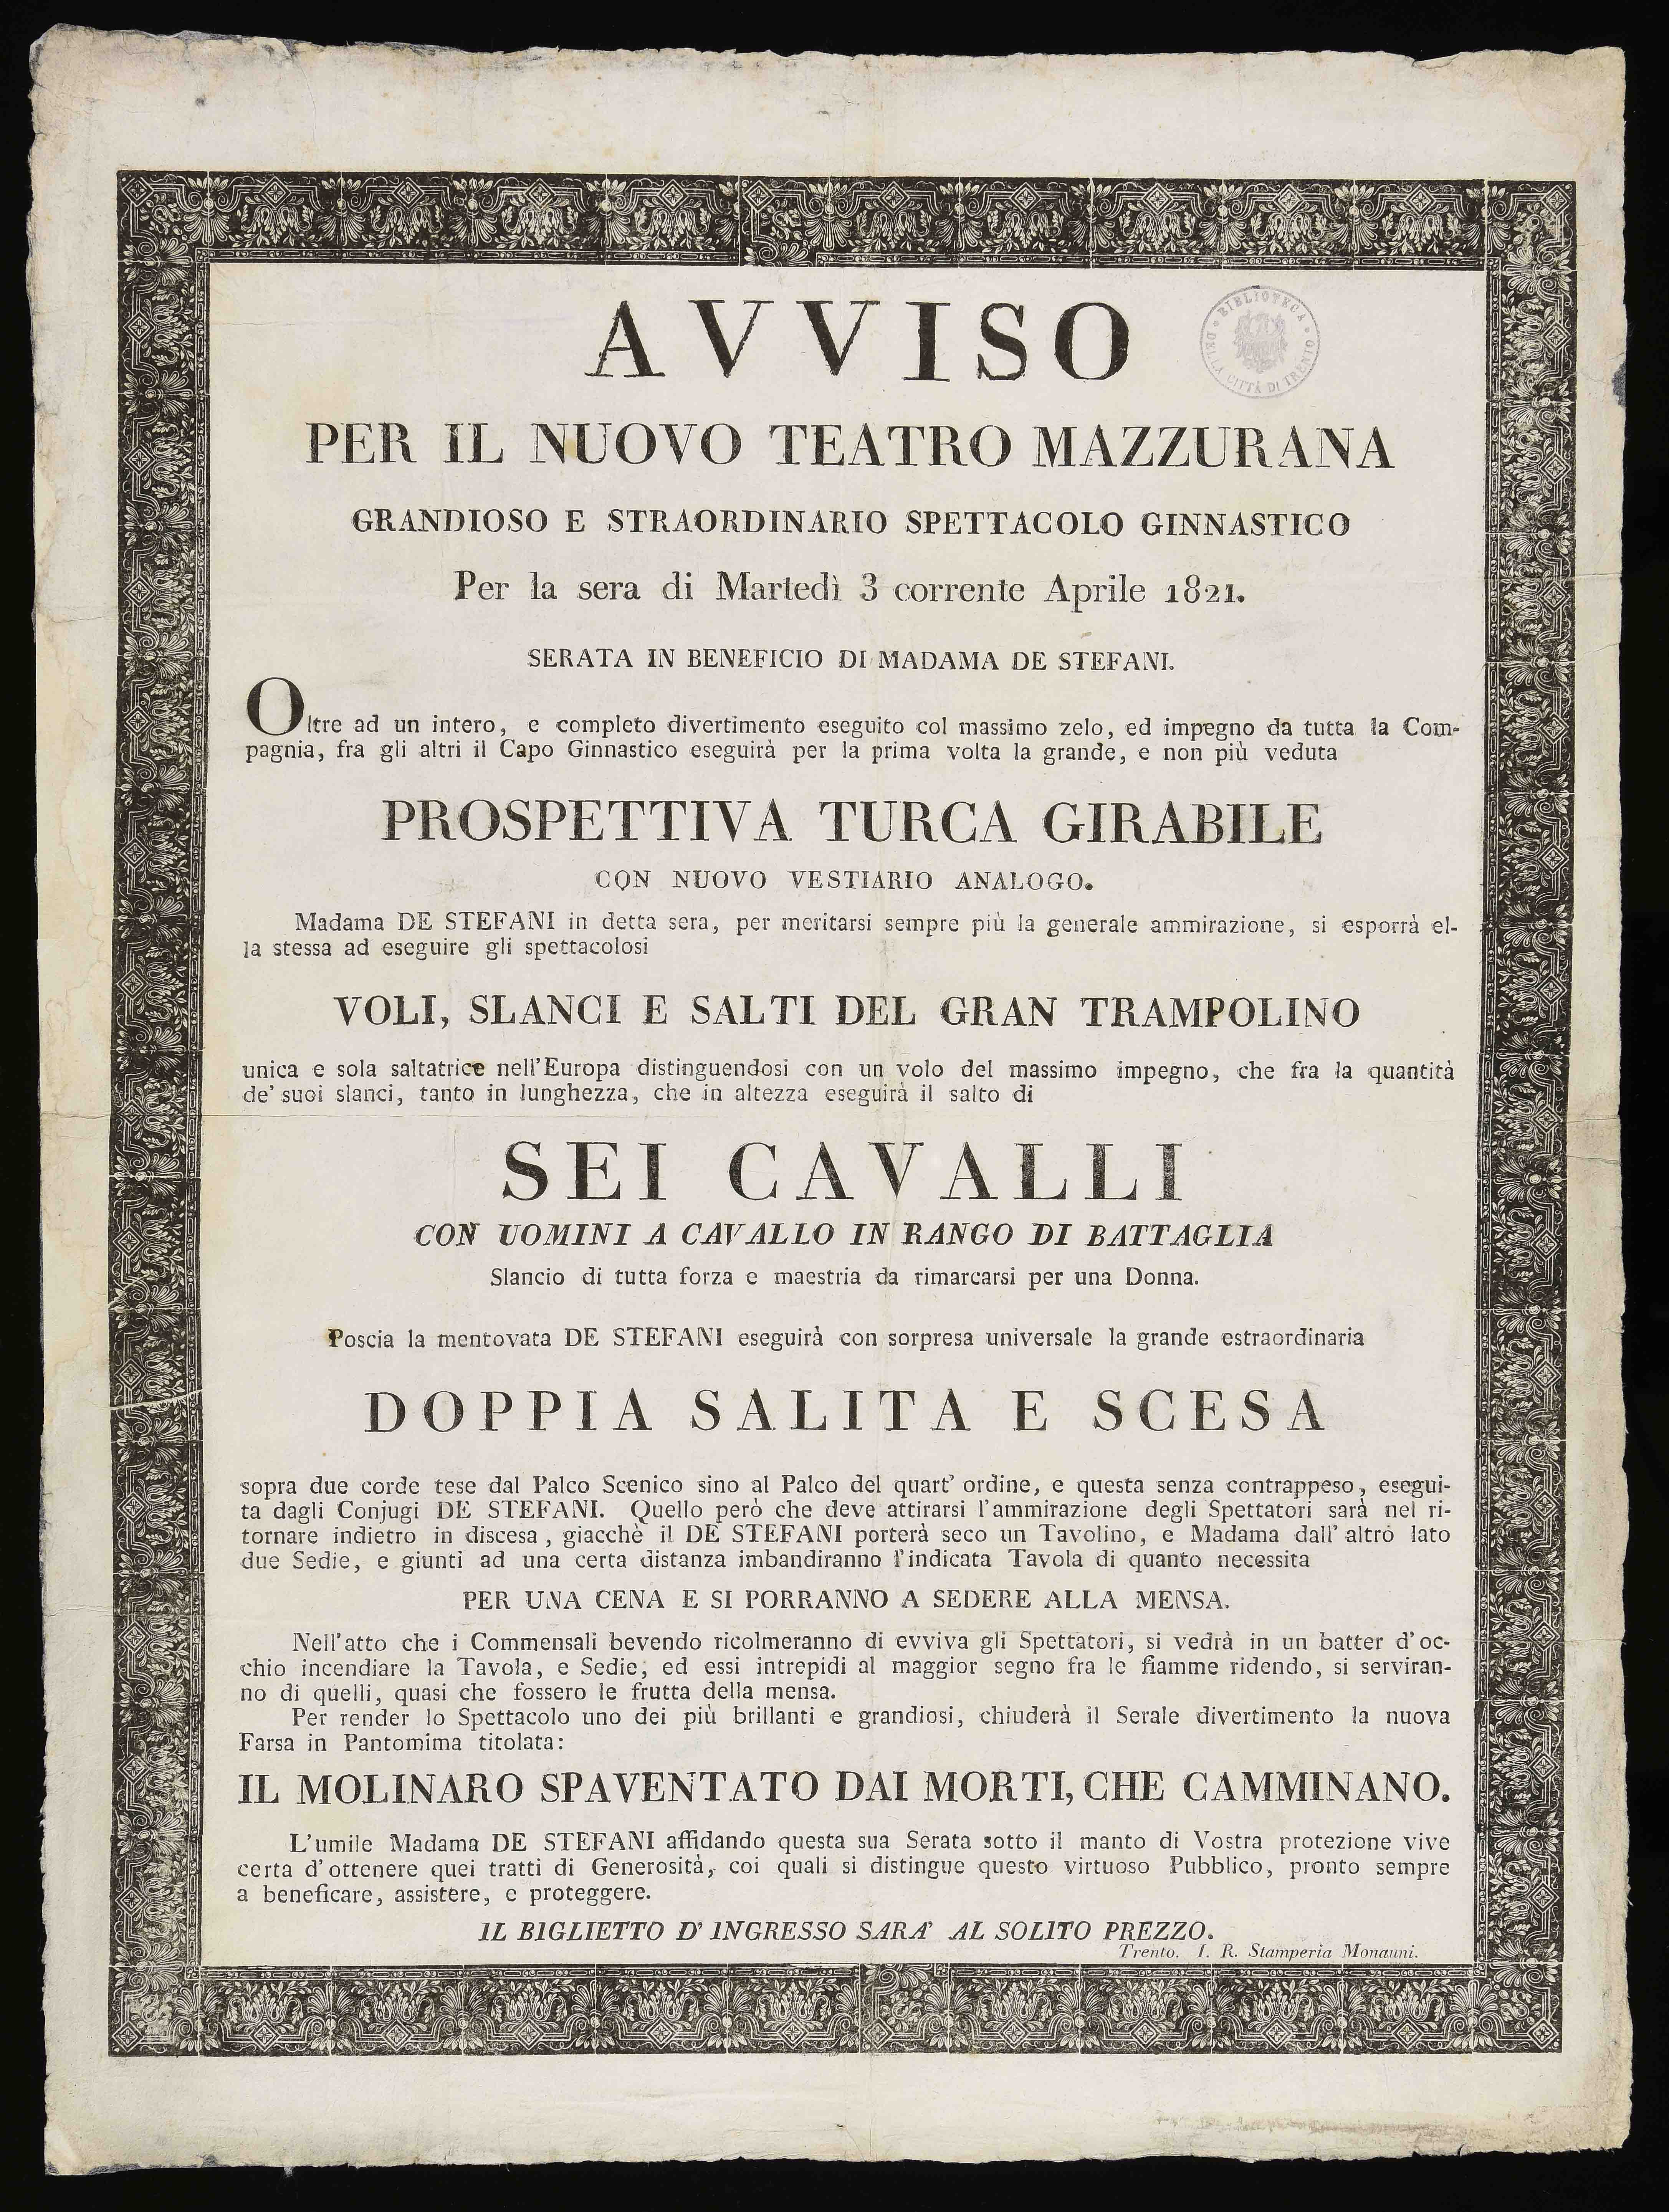 AVVISO
BIBLIOTECA DELLA CITTÀ DI TRENTO
PER IL NUOVO TEATRO MAZZURANA
GRANDIOSO E STRAORDINARIO SPETTACOLO GINNASTICO
Per la sera di Martedì 3 corrente Aprile 1821.
SERATA IN BENEFICIO DI MADAMA DE STEFANI.
Oltre ad un intero, e completo divertimento eseguito col massimo zelo, ed impegno da tutta la Com-
pagnia, fra gli altri il Capo Ginnastico eseguirà per la prima volta la grande, e non più veduta
PROSPETTIVA TURCA GIRABILE
CON NUOVO VESTIARIO ANALOGO.
Madama DE STEFANI in detta sera, per meritarsi sempre più la generale ammirazione, si esporrà el-
la stessa ad eseguire gli spettacolosi
VOLI, SLANCI E SALTI DEL GRAN TRAMPOLINO
unica e sola saltatrice nell'Europa distinguendosi con un volo del massimo impegno, che fra la quantità
de' suoi slanci, tanto in lunghezza, che in altezza eseguirà il salto di
SEI CAVALLI
CON UOMINI A CAVALLO IN RANGO DI BATTAGLIA
Slancio di tutta forza e maestria da rimarcarsi per una Donna.
Poscia la mentovata DE STEFANI eseguirà con sorpresa universale la grande estraordinaria
DOPPIA SALITA E SCESA
sopra due corde tese dal Palco Scenico sino al Palco del quart' ordine, e questa senza contrappeso, esegui-
ta dagli Conjugi DE STEFANI. Quello però che deve attirarsi l'ammirazione degli Spettatori sarà nel ri-
tornare indietro in discesa, giacchè il DE STEFANI porterà seco un Tavolino, e Madama dall' altro lato
due Sedie, e giunti ad una certa distanza imbandiranno l'indicata Tavola di quanto necessita
PER UNA CENA E SI PORRANNO A SEDERE ALLA MENSA.
Nell'atto che i Commensali bevendo ricolmeranno di evviva gli Spettatori, si vedrà in un batter d'oc-
chio incendiare la Tavola, e Sedie; ed essi intrepidi al maggior segno fra le fiamme ridendo, si serviran-
no di quelli, quasi che fossero le frutta della mensa.
Per render lo Spettacolo uno dei più brillanti e grandiosi, chiuderà il Serale divertimento la nuova
Farsa in Pantomima titolata:
IL MOLINARO SPAVENTATO DAI MORTI, CHE CAMMINANO.
L'umile Madama DE STEFANI affidando questa sua Serata sotto il manto di Vostra protezione vive
certa d'ottenere quei tratti di Generosità, coi quali si distingue questo virtuoso Pubblico, pronto sempre
a beneficare, assistere, e proteggere.
IL BIGLIETTO D' INGRESSO SARA' AL SOLITO PREZZO.
Trento. I. R. Stamperia Monauni.